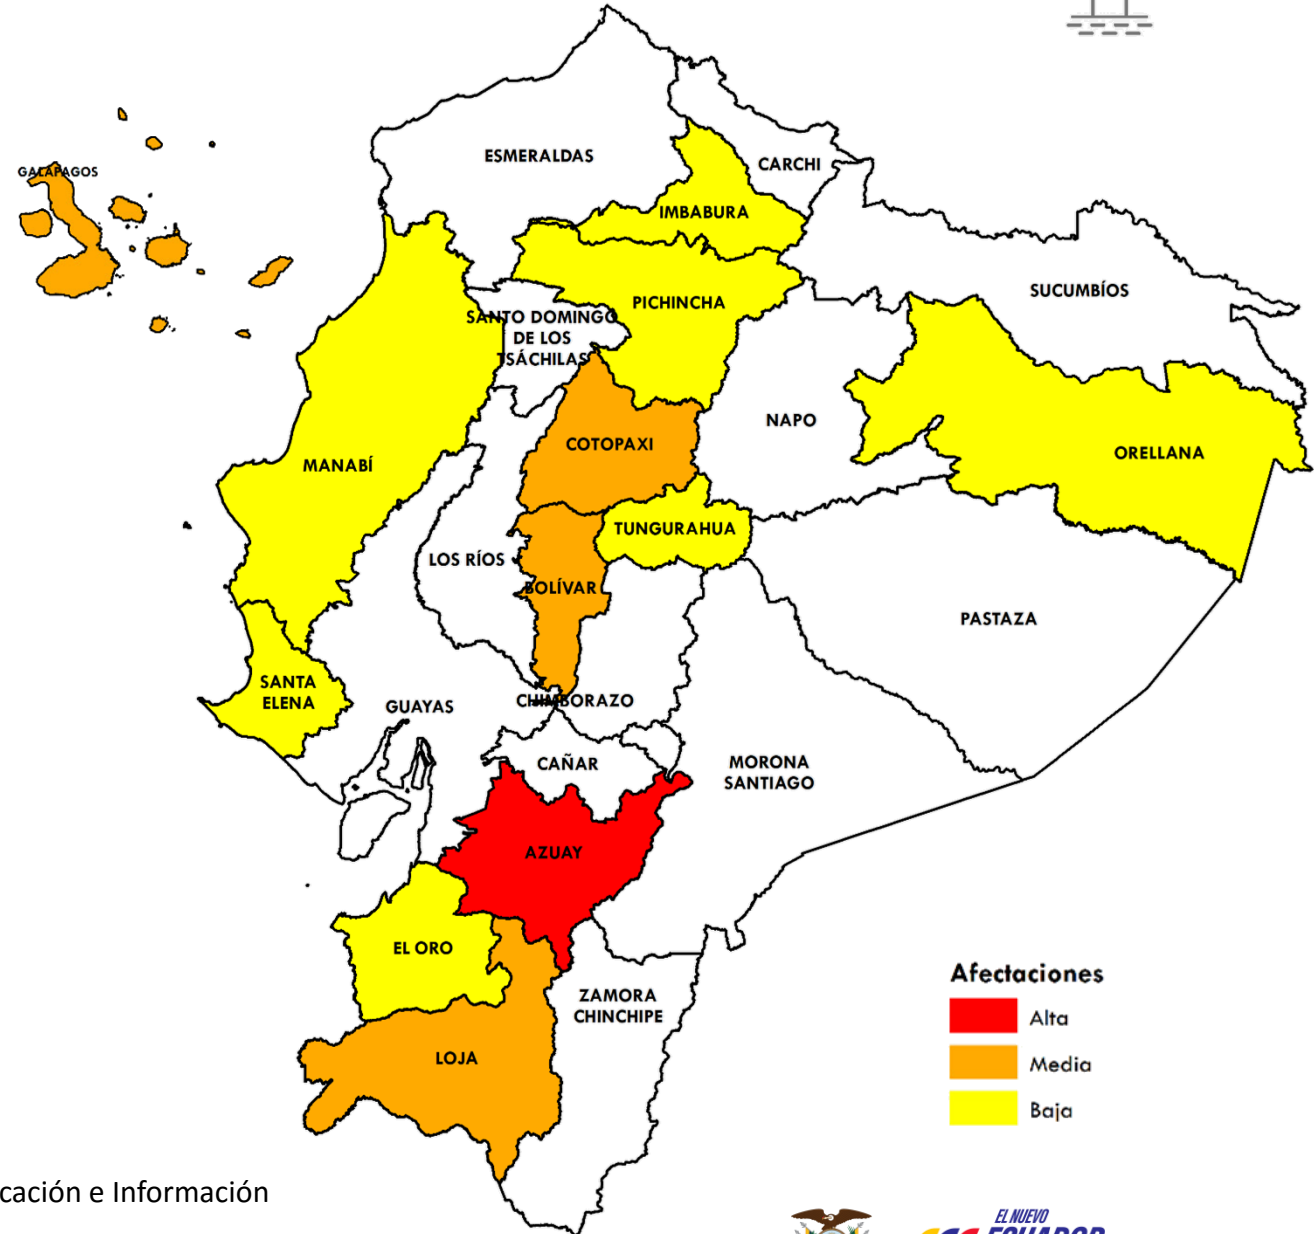 ESMERALDAS
CARCHI
GALÁPAGOS
IMBABURA
SUCUMBÍOS
PICHINCHA
SANTO DOMINGO
DE LOS
TSÁCHILAS
NAPO
COTOPAXI
ORELLANA
MANABÍ
TUNGURAHUA
LOS RÍOS
BOLÍVAR
PASTAZA
SANTA
ELENA
CHIMBORAZO
GUAYAS
CAÑAR
MORONA
SANTIAGO
AZUAY
EL ORO
ZAMORA
CHINCHIPE
LOJA
Afectaciones
Alta
Media
Baja
cación e Información
EL NUEVO
ECUADOR